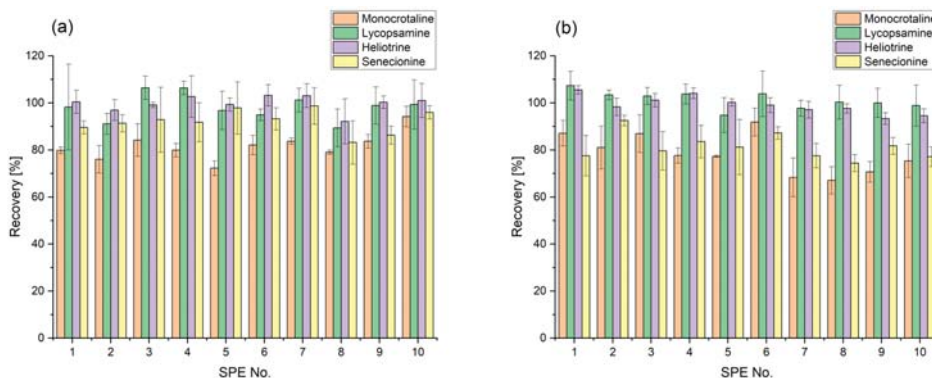 (a)
Monocrotaline
Lycopsamine
Heliotrine
Senecionine
Recovery [%]
120
100
80
60
40
20
0
1 2 3 4 5 6 7 8 9 10
SPE No.
(b)
Monocrotaline
Lycopsamine
Heliotrine
Senecionine
Recovery [%]
120
100
80
60
40
20
0
1 2 3 4 5 6 7 8 9 10
SPE No.